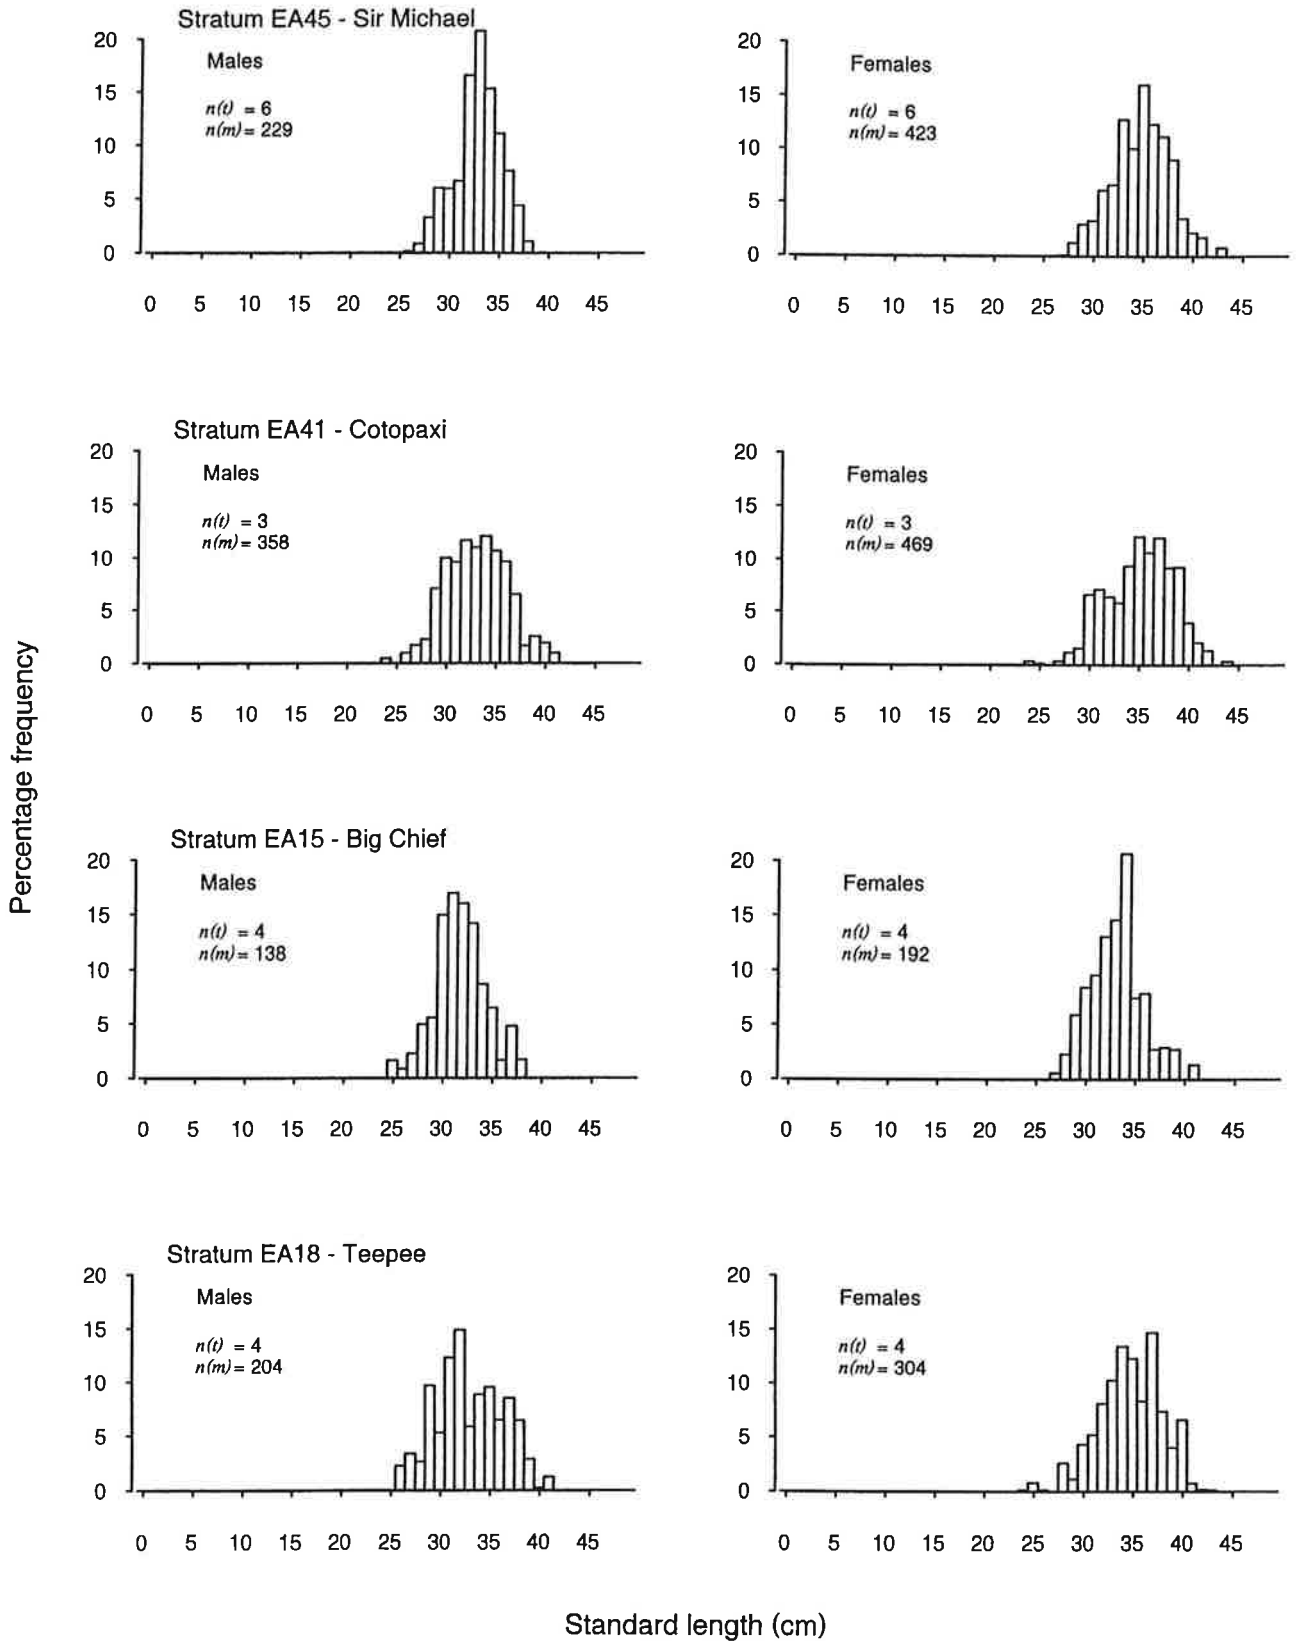 Stratum EA45 - Sir Michael
20
Males
15
n(t) = 6
n(m)= 229
10
5
0
0 5 10 15 20 25 30 35 40 45
20
Females
15
n(t) = 6
n(m)= 423
10
5
0
0 5 10 15 20 25 30 35 40 45
Stratum EA41 - Cotopaxi
20
Males
15
n(t) = 3
n(m)= 358
10
5
0
0 5 10 15 20 25 30 35 40 45
20
Females
15
n(t) = 3
n(m)= 469
10
5
0
0 5 10 15 20 25 30 35 40 45
Percentage frequency
Stratum EA15 - Big Chief
20
Males
15
n(t) = 4
n(m)= 138
10
5
0
0 5 10 15 20 25 30 35 40 45
20
Females
15
n(t) = 4
n(m)= 192
10
5
0
0 5 10 15 20 25 30 35 40 45
Stratum EA18 - Teepee
20
Males
15
n(t) = 4
n(m)= 204
10
5
0
0 5 10 15 20 25 30 35 40 45
20
Females
15
n(t) = 4
n(m)= 304
10
5
0
0 5 10 15 20 25 30 35 40 45
Standard length (cm)